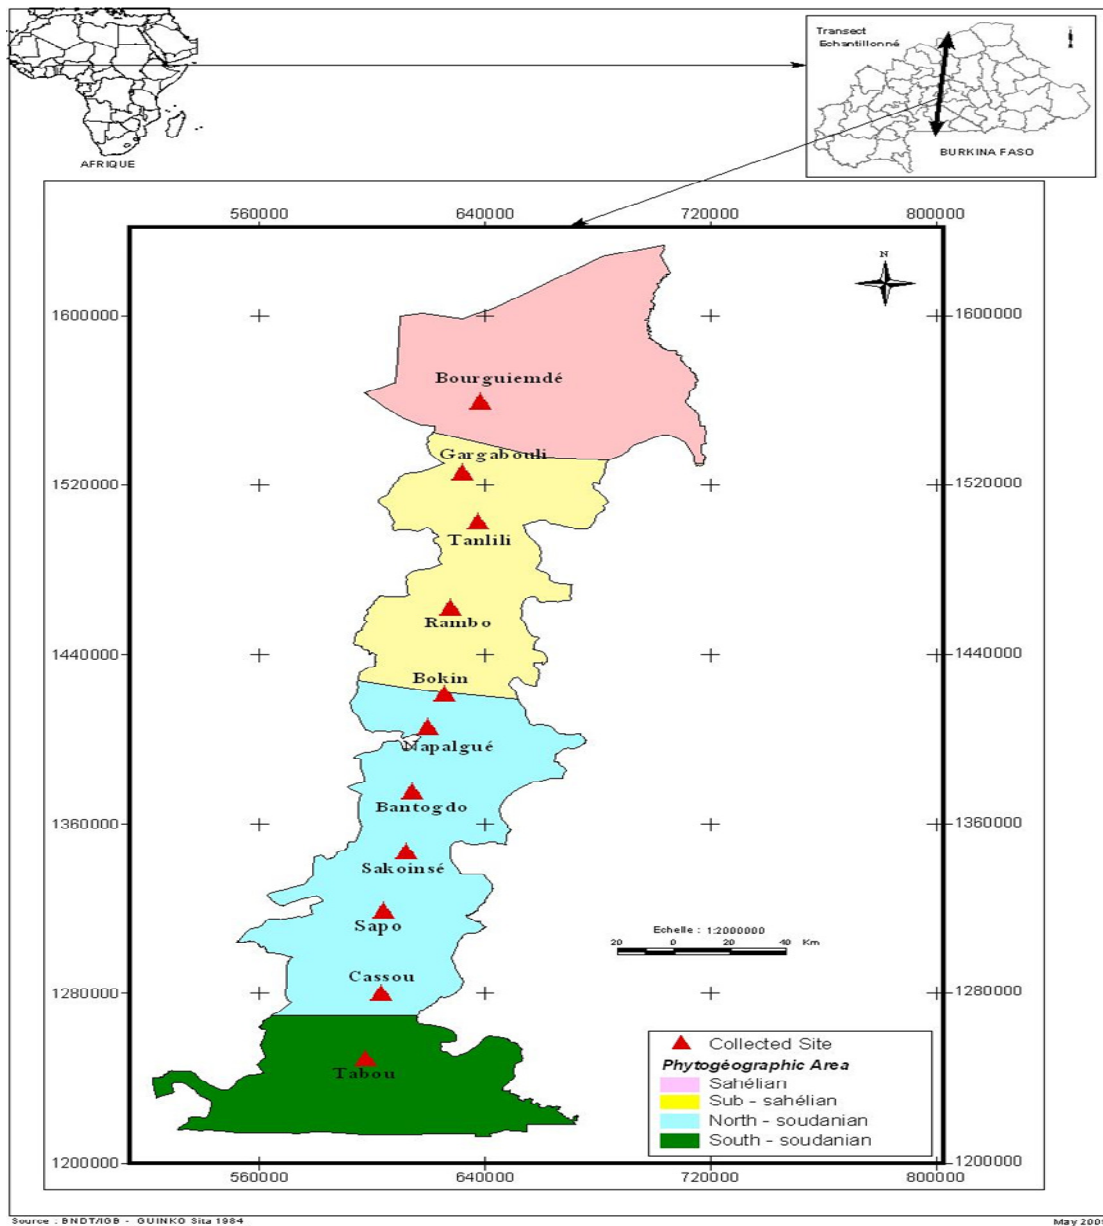 Transect
Echantillonné
AFRIQUE
BURKINA FASO
560000 640000 720000 800000
N
1600000 1600000
Bourguiemdé
Gargabouli
1520000 1520000
Tanlili
Rambo
1440000 1440000
Bokin
Napalgué
Bantogdo
1360000 1360000
Sakoinsé
Sapo
Echelle : 1:2000000
20 0 20 40 Km
Cassou
1280000 1280000
Collected Site
Phytogéographic Area
Sahélian
Sub - sahélian
North - soudanian
South - soudanian
Tabou
1200000 1200000
560000 640000 720000 800000
Source : BNDT/IGB - GUINKO Sita 1984
May